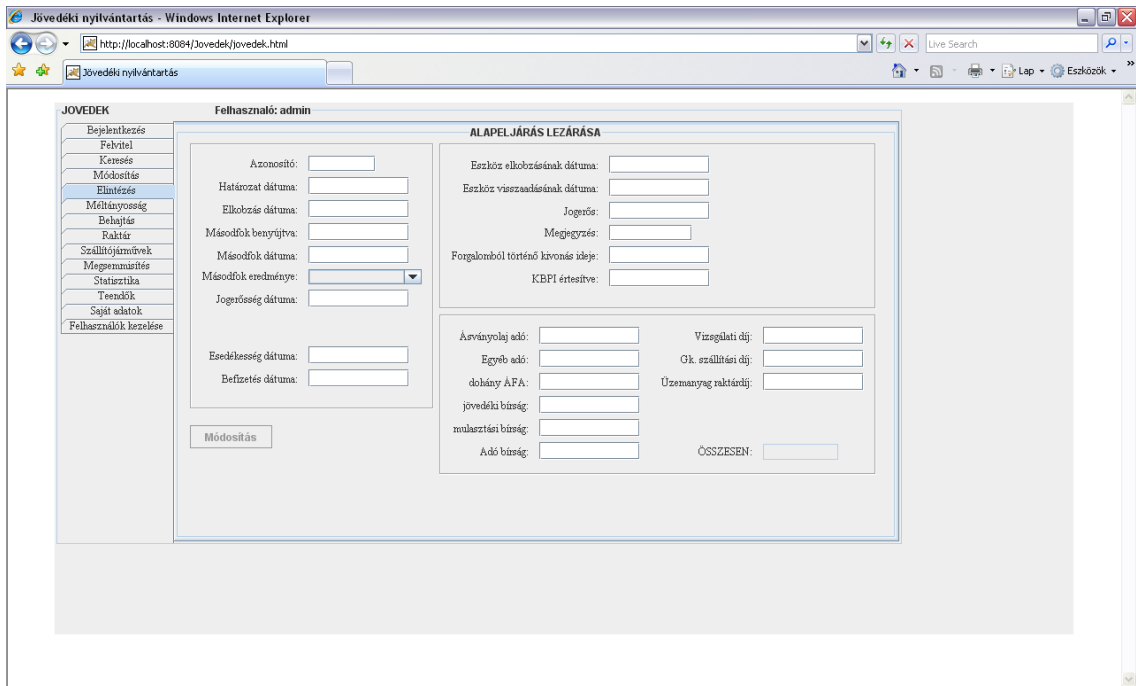 Jövedéki nyilvántartás - Windows Internet Explorer
http://localhost:8084/Jovedek/jovedek.html
Live Search
Jövedéki nyilvántartás
Lap
Eszközök
JOVEDEK
Felhasznaló: admin
Bejelentkezés
Felvitel
Keresés
Módosítás
Elintézés
Méltányosság
Behajtás
Raktár
Szállítójárművek
Megsemmisítés
Statisztika
Teendők
Saját adatok
Felhasználók kezelése
ALAPELJÁRÁS LEZÁRÁSA
Azonosító:
Határozat dátuma:
Elkobzás dátuma:
Másodfok benyújtva:
Másodfok dátuma:
Másodfok eredménye:
Jogerősség dátuma:
Esedékesség dátuma:
Befizetés dátuma:
Módosítás
Eszköz elkobzásának dátuma:
Eszköz visszaadásának dátuma:
Jogerős:
Megjegyzés:
Forgalomból történő kivonás ideje:
KBPI értesítve:
Ásványolaj adó:
Egyéb adó:
dohány ÁFA:
jövedéki bírság:
mulasztási bírság:
Adó bírság:
Vizsgálati díj:
Gk. szállítási díj:
Üzemanyag raktárdíj:
ÖSSZESEN: